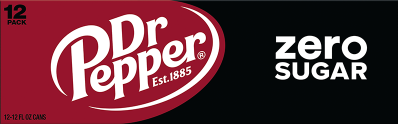 12
PACK
Dr
Pepper®
Est.1885
zero
SUGAR
12-12 FL OZ CANS